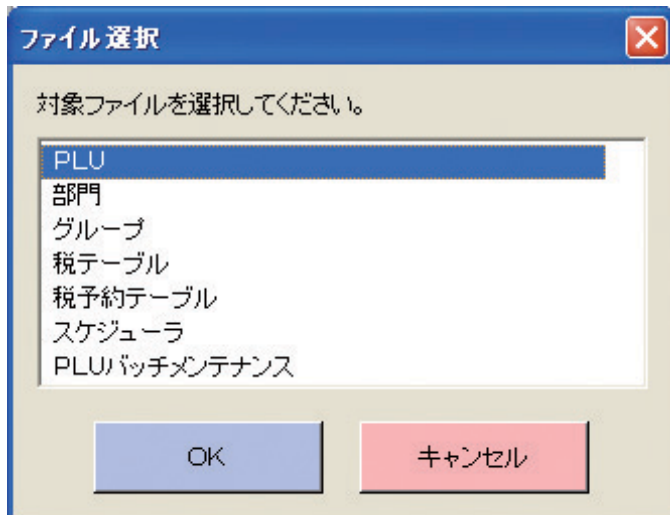 ファイル選択
対象ファイルを選択してください。
PLU
部門
グループ
税テーブル
税予約テーブル
スケジューラ
PLUバッチメンテナンス
OK
キャンセル